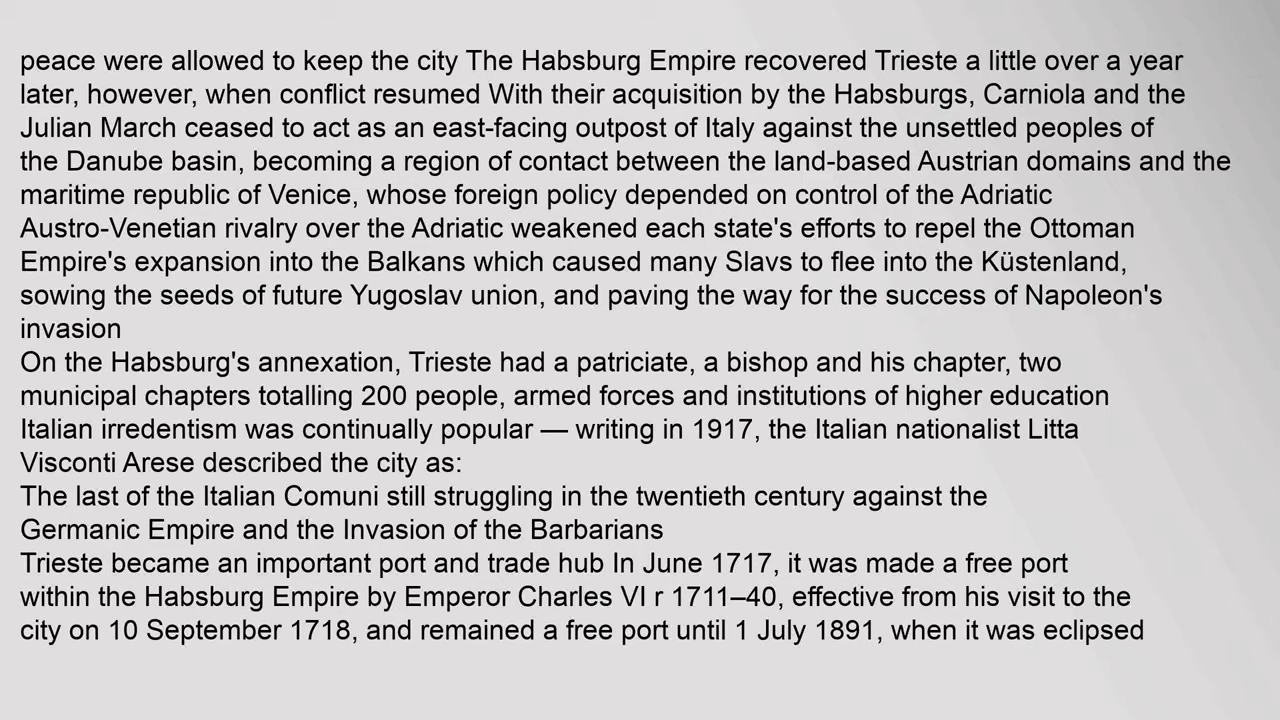 peace were allowed to keep the city The Habsburg Empire recovered Trieste a little over a year
later, however, when conflict resumed With their acquisition by the Habsburgs, Carniola and the
Julian March ceased to act as an east-facing outpost of Italy against the unsettled peoples of
the Danube basin, becoming a region of contact between the land-based Austrian domains and the
maritime republic of Venice, whose foreign policy depended on control of the Adriatic
Austro-Venetian rivalry over the Adriatic weakened each state's efforts to repel the Ottoman
Empire's expansion into the Balkans which caused many Slavs to flee into the Küstenland,
sowing the seeds of future Yugoslav union, and paving the way for the success of Napoleon's
invasion
On the Habsburg's annexation, Trieste had a patriciate, a bishop and his chapter, two
municipal chapters totalling 200 people, armed forces and institutions of higher education
Italian irredentism was continually popular — writing in 1917, the Italian nationalist Litta
Visconti Arese described the city as:
The last of the Italian Comuni still struggling in the twentieth century against the
Germanic Empire and the Invasion of the Barbarians
Trieste became an important port and trade hub In June 1717, it was made a free port
within the Habsburg Empire by Emperor Charles VI r 1711–40, effective from his visit to the
city on 10 September 1718, and remained a free port until 1 July 1891, when it was eclipsed